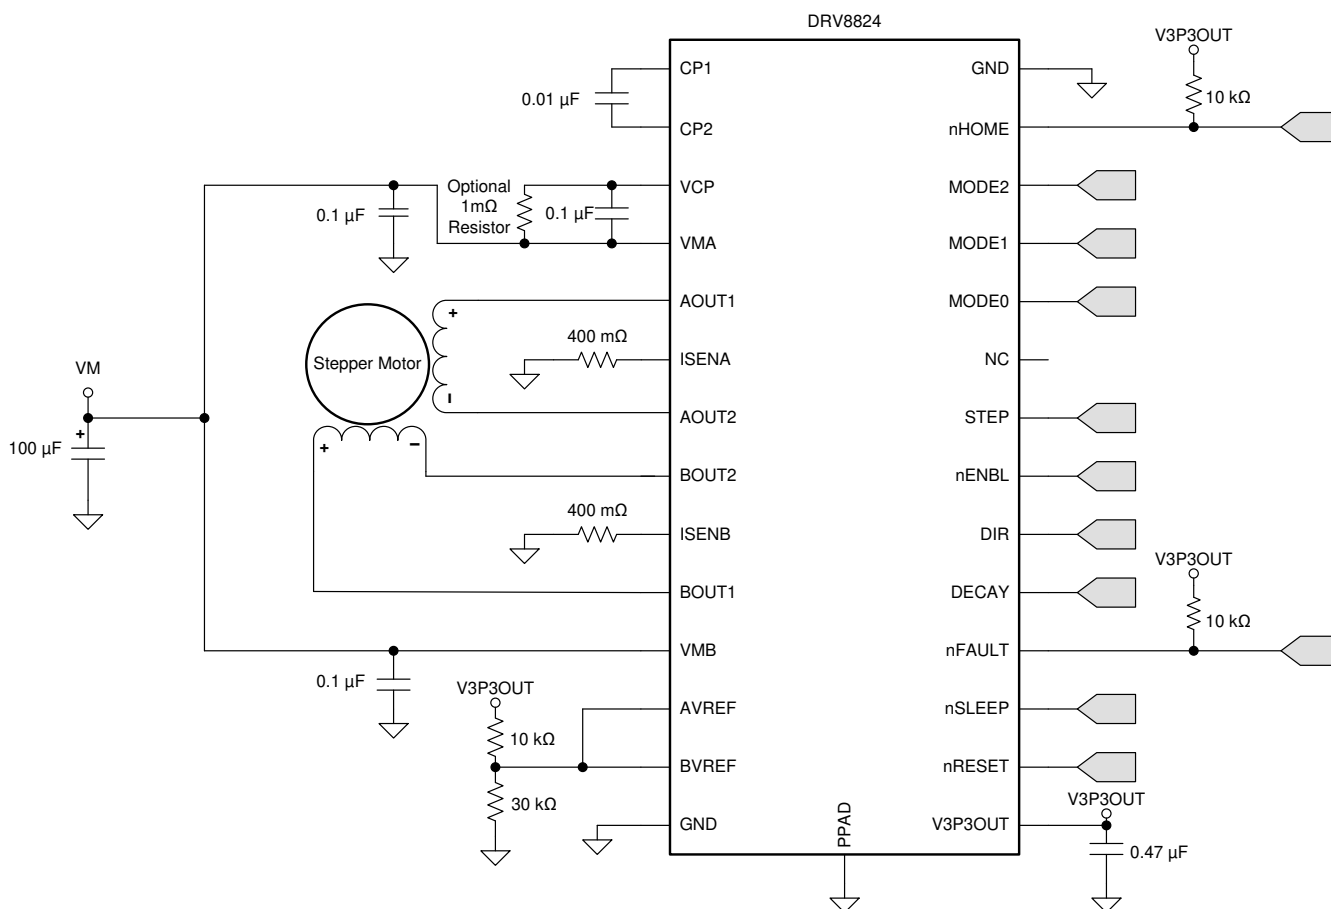 DRV8824
CP1
CP2
VCP
VMA
AOUT1
ISENA
AOUT2
BOUT2
ISENB
BOUT1
VMB
AVREF
BVREF
GND
PPAD
GND
nHOME
MODE2
MODE1
MODE0
NC
STEP
nENBL
DIR
DECAY
nFAULT
nSLEEP
nRESET
V3P3OUT
0.01 µF
Optional
1mΩ
Resistor
0.1 µF
0.1 µF
Stepper Motor
+
−
+
−
400 mΩ
400 mΩ
VM
+
100 µF
0.1 µF
V3P3OUT
10 kΩ
30 kΩ
V3P3OUT
10 kΩ
V3P3OUT
10 kΩ
V3P3OUT
0.47 µF